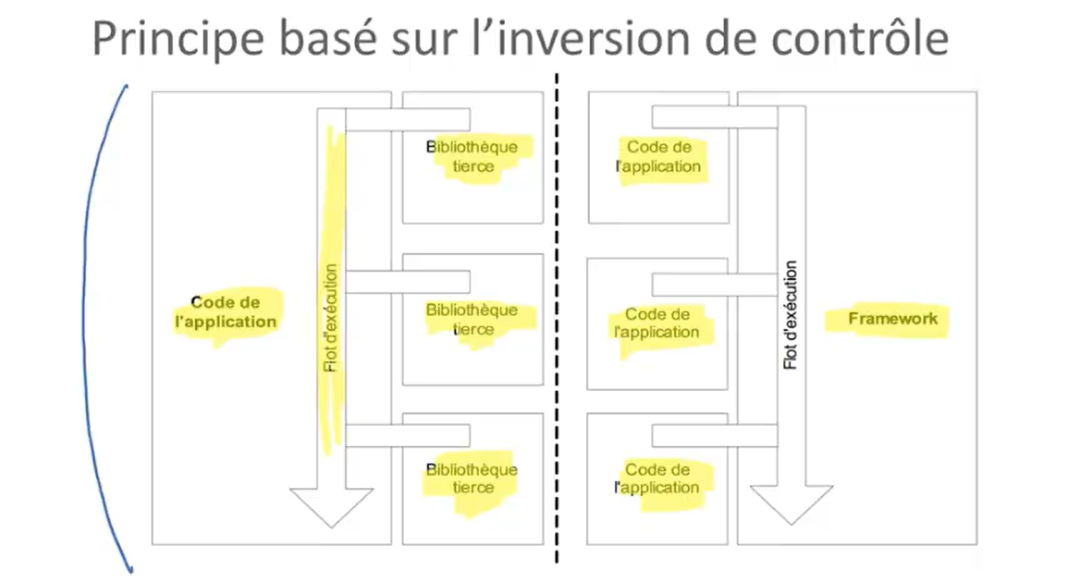 Principe basé sur l'inversion de contrôle
Code de
l'application
Flot d'exécution
Bibliothèque
tierce
Bibliothèque
tierce
Bibliothèque
tierce
Code de
l'application
Code de
l'application
Code de
l'application
Flot d'exécution
Framework